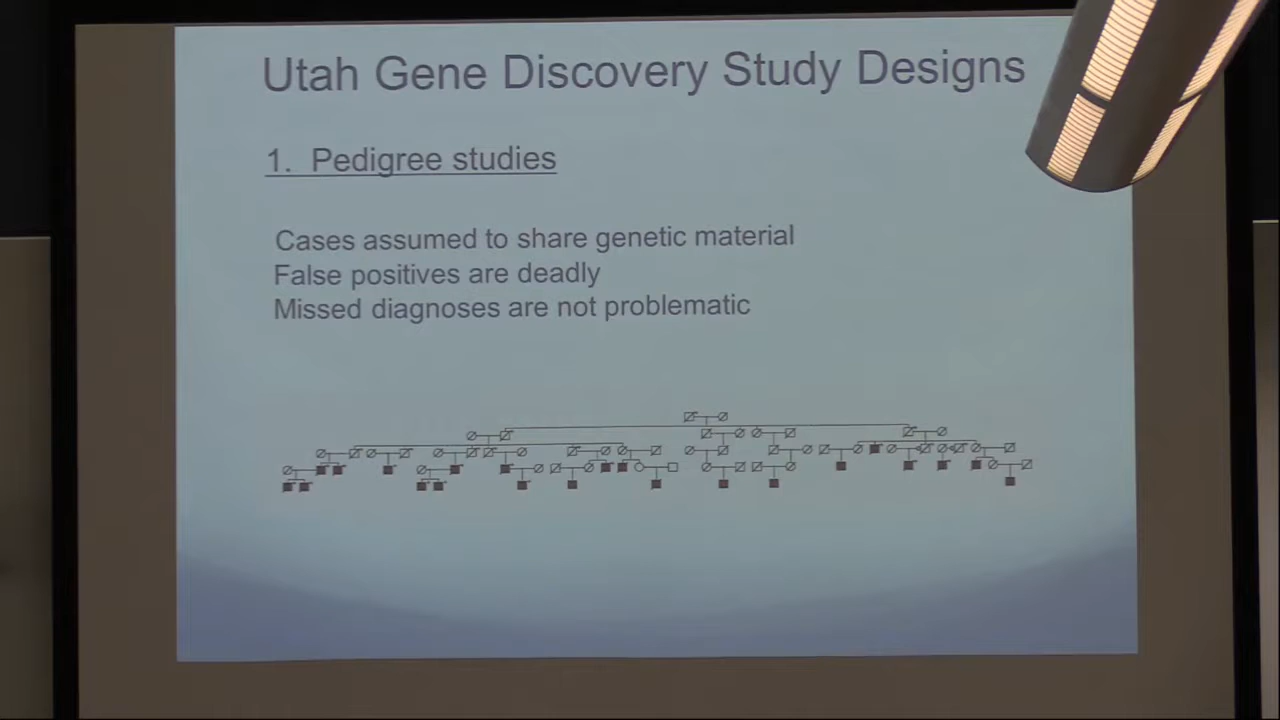 Utah Gene Discovery Study Designs
1. Pedigree studies
Cases assumed to share genetic material
False positives are deadly
Missed diagnoses are not problematic